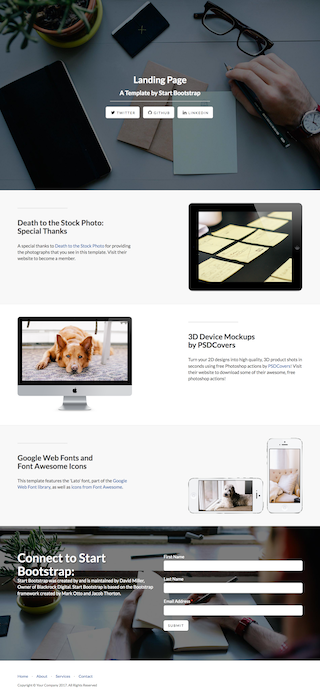 Landing Page
A Template by Start Bootstrap
TWITTER GITHUB LINKEDIN
Death to the Stock Photo:
Special Thanks
A special thanks to Death to the Stock Photo for providing
the photographs that you see in this template. Visit their
website to become a member.
3D Device Mockups
by PSDCovers
Turn your 2D designs into high quality, 3D product shots in
seconds using free Photoshop actions by PSDCovers! Visit
their website to download some of their awesome, free
photoshop actions!
Google Web Fonts and
Font Awesome Icons
This template features the 'Lato' font, part of the Google
Web Font library, as well as icons from Font Awesome.
Connect to Start
Bootstrap:
Start Bootstrap was created by and is maintained by David Miller,
Owner of Blackrock Digital. Start Bootstrap is based on the Bootstrap
framework created by Mark Otto and Jacob Thorton.
First Name
Last Name
Email Address
SUBMIT
Home · About · Services · Contact
Copyright © Your Company 2017. All Rights Reserved